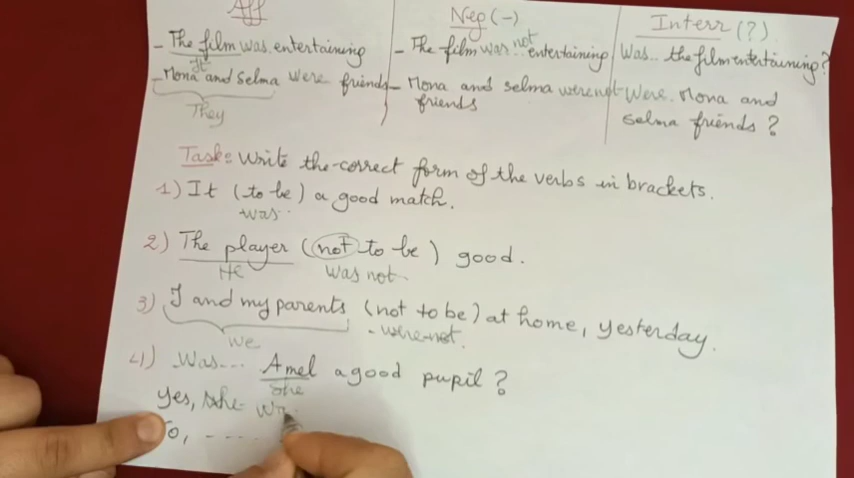 Aff
- The film was entertaining
It
- Mona and Selma were friends
They
Neg (-)
- The film was not entertaining
- Mona and selma were not
friends
Interr (?)
Was.. the film entertaining?
Were. Mona and
selma friends ?
Task: Write the correct form of the verbs in brackets.
1) It (to be) a good match.
was
2) The player (not to be) good.
He
was not
3) I and my parents (not to be) at home, yesterday.
We
- were not.
4) Was... Amel a good pupil ?
She
Yes, she